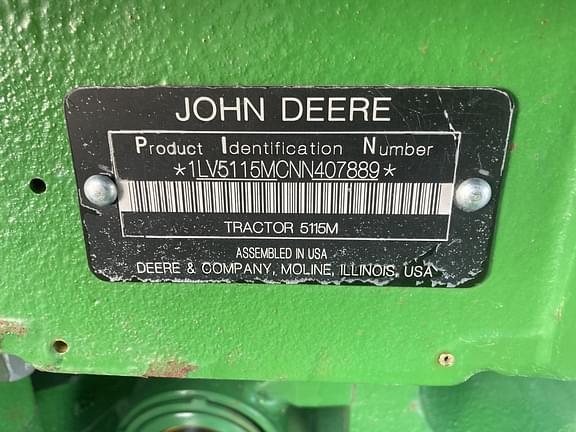 JOHN DEERE
Product Identification Number
*1LV5115MCNN407889*
TRACTOR 5115M
ASSEMBLED IN USA
DEERE & COMPANY, MOLINE, ILLINOIS, USA